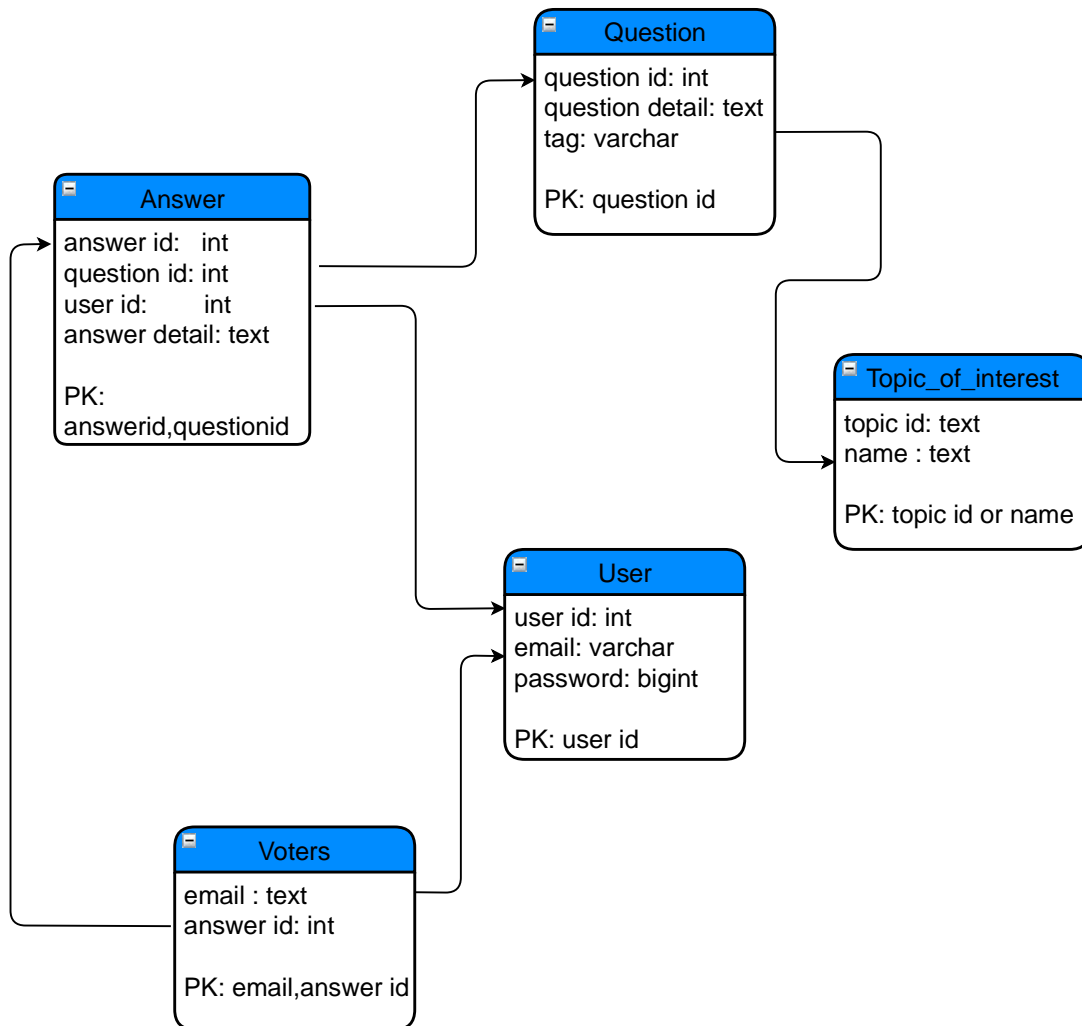 Question
question id: int
question detail: text
tag: varchar
PK: question id
Answer
answer id: int
question id: int
user id: int
answer detail: text
PK:
answerid,questionid
Topic_of_interest
topic id: text
name : text
PK: topic id or name
User
user id: int
email: varchar
password: bigint
PK: user id
Voters
email : text
answer id: int
PK: email,answer id